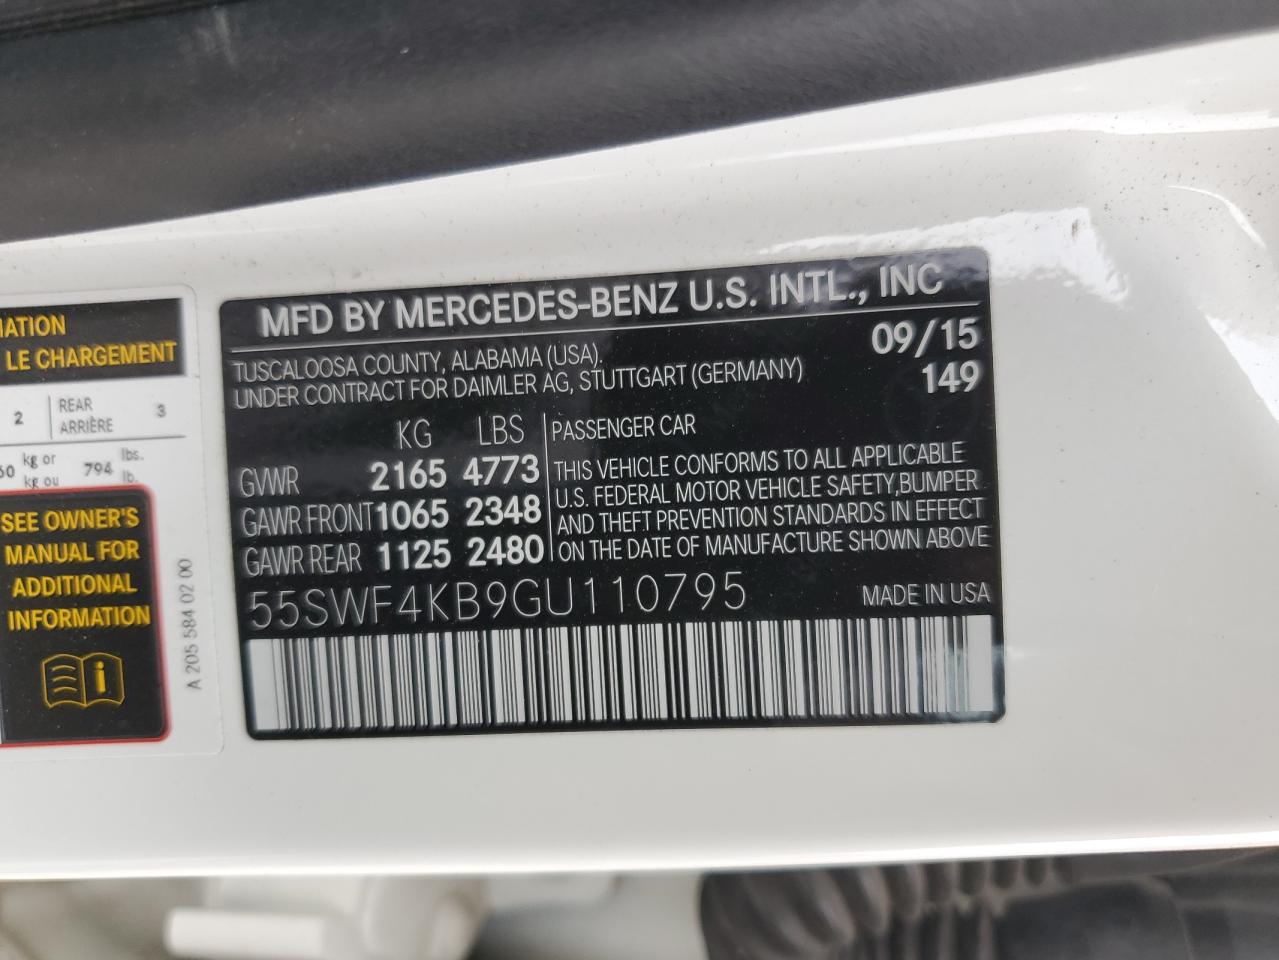 MFD BY MERCEDES-BENZ U.S. INTL., INC
TUSCALOOSA COUNTY, ALABAMA (USA).
UNDER CONTRACT FOR DAIMLER AG, STUTTGART (GERMANY)
09/15
149
KG LBS
GVWR 2165 4773
GAWR FRONT 1065 2348
GAWR REAR 1125 2480
PASSENGER CAR
THIS VEHICLE CONFORMS TO ALL APPLICABLE
U.S. FEDERAL MOTOR VEHICLE SAFETY,BUMPER
AND THEFT PREVENTION STANDARDS IN EFFECT
ON THE DATE OF MANUFACTURE SHOWN ABOVE
55SWF4KB9GU110795
MADE IN USA
LE CHARGEMENT
2 REAR 3
ARRIÈRE
kg or 794 lbs.
kg ou lb.
SEE OWNER'S
MANUAL FOR
ADDITIONAL
INFORMATION
A 205 584 02 00